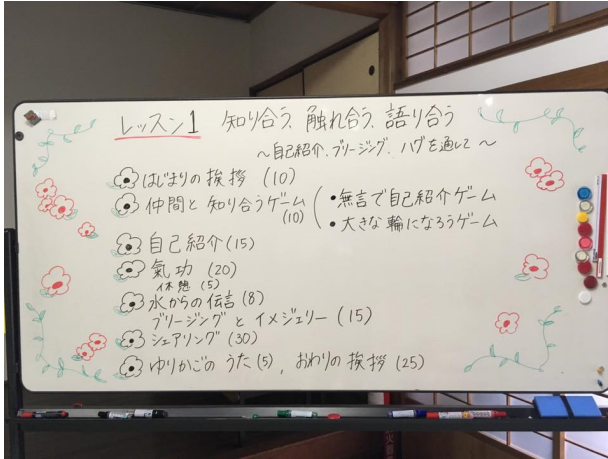 レッスン1 知り合う、触れ合う、語り合う
～自己紹介、ブリージング、ハグを通して～
はじまりの挨拶 (10)
仲間と知り合うゲーム (10)
・無言で自己紹介ゲーム
・大きな輪になろうゲーム
自己紹介 (15)
氣功 (20)
休憩 (5)
水からの伝言 (8)
ブリージングとイメジェリー (15)
シェアリング (30)
ゆりかごのうた (5)、おわりの挨拶 (25)